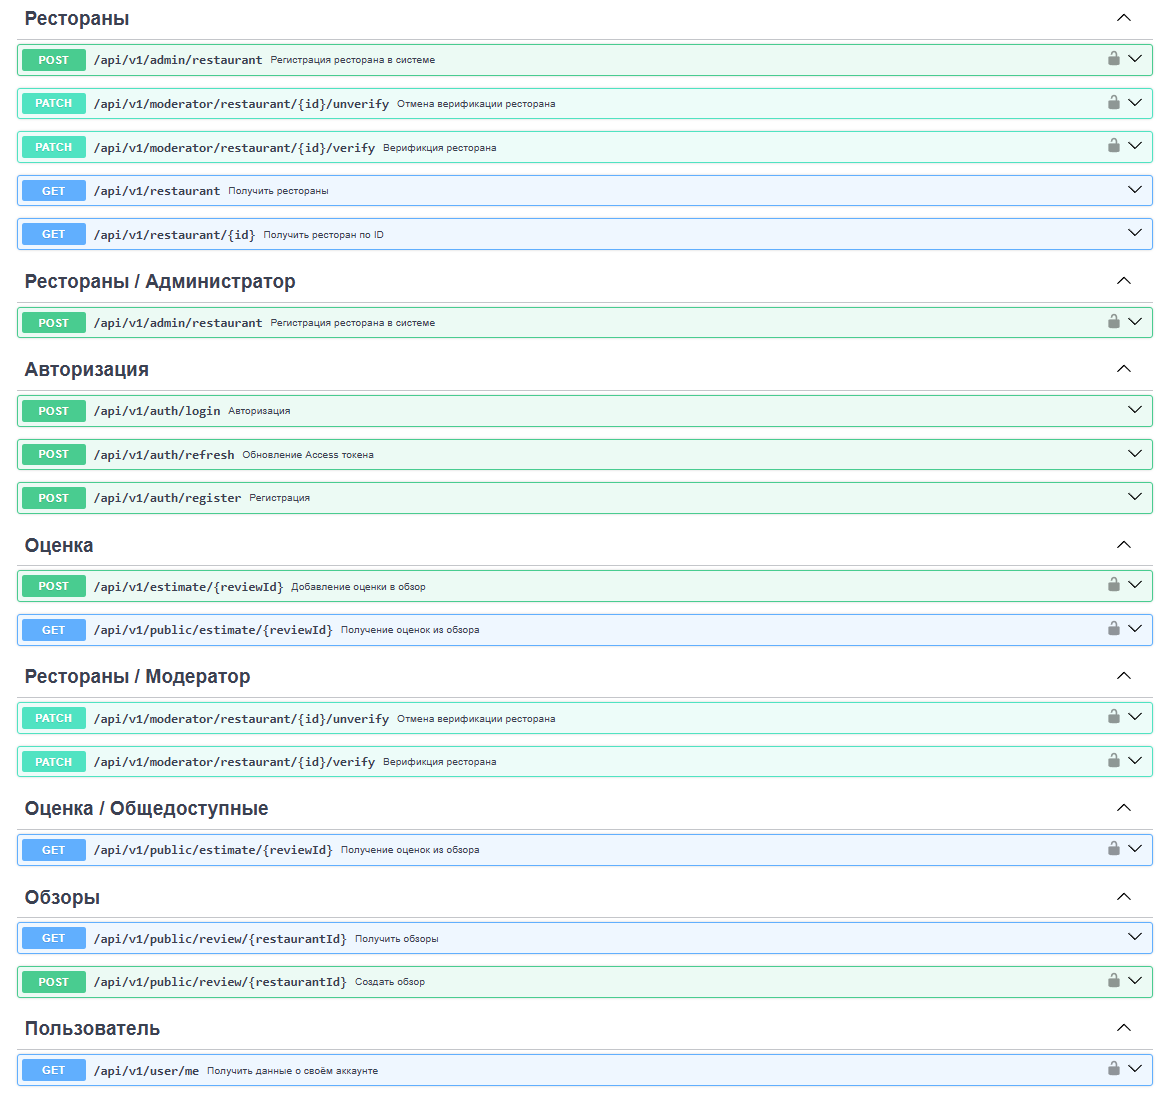 Рестораны
POST /api/v1/admin/restaurant Регистрация ресторана в системе
PATCH /api/v1/moderator/restaurant/{id}/unverify Отмена верификации ресторана
PATCH /api/v1/moderator/restaurant/{id}/verify Верификция ресторана
GET /api/v1/restaurant Получить рестораны
GET /api/v1/restaurant/{id} Получить ресторан по ID
Рестораны / Администратор
POST /api/v1/admin/restaurant Регистрация ресторана в системе
Авторизация
POST /api/v1/auth/login Авторизация
POST /api/v1/auth/refresh Обновление Access токена
POST /api/v1/auth/register Регистрация
Оценка
POST /api/v1/estimate/{reviewId} Добавление оценки в обзор
GET /api/v1/public/estimate/{reviewId} Получение оценок из обзора
Рестораны / Модератор
PATCH /api/v1/moderator/restaurant/{id}/unverify Отмена верификации ресторана
PATCH /api/v1/moderator/restaurant/{id}/verify Верификция ресторана
Оценка / Общедоступные
GET /api/v1/public/estimate/{reviewId} Получение оценок из обзора
Обзоры
GET /api/v1/public/review/{restaurantId} Получить обзоры
POST /api/v1/public/review/{restaurantId} Создать обзор
Пользователь
GET /api/v1/user/me Получить данные о своём аккаунте